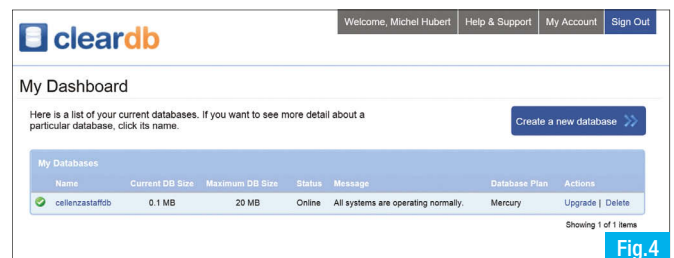 Welcome, Michel Hubert Help & Support My Account Sign Out
cleardb
My Dashboard
Here is a list of your current databases. If you want to see more detail about a
particular database, click its name.
Create a new database
My Databases
Name Current DB Size Maximum DB Size Status Message Database Plan Actions
cellenzastaffdb 0.1 MB 20 MB Online All systems are operating normally. Mercury Upgrade | Delete
Showing 1 of 1 items
Fig.4